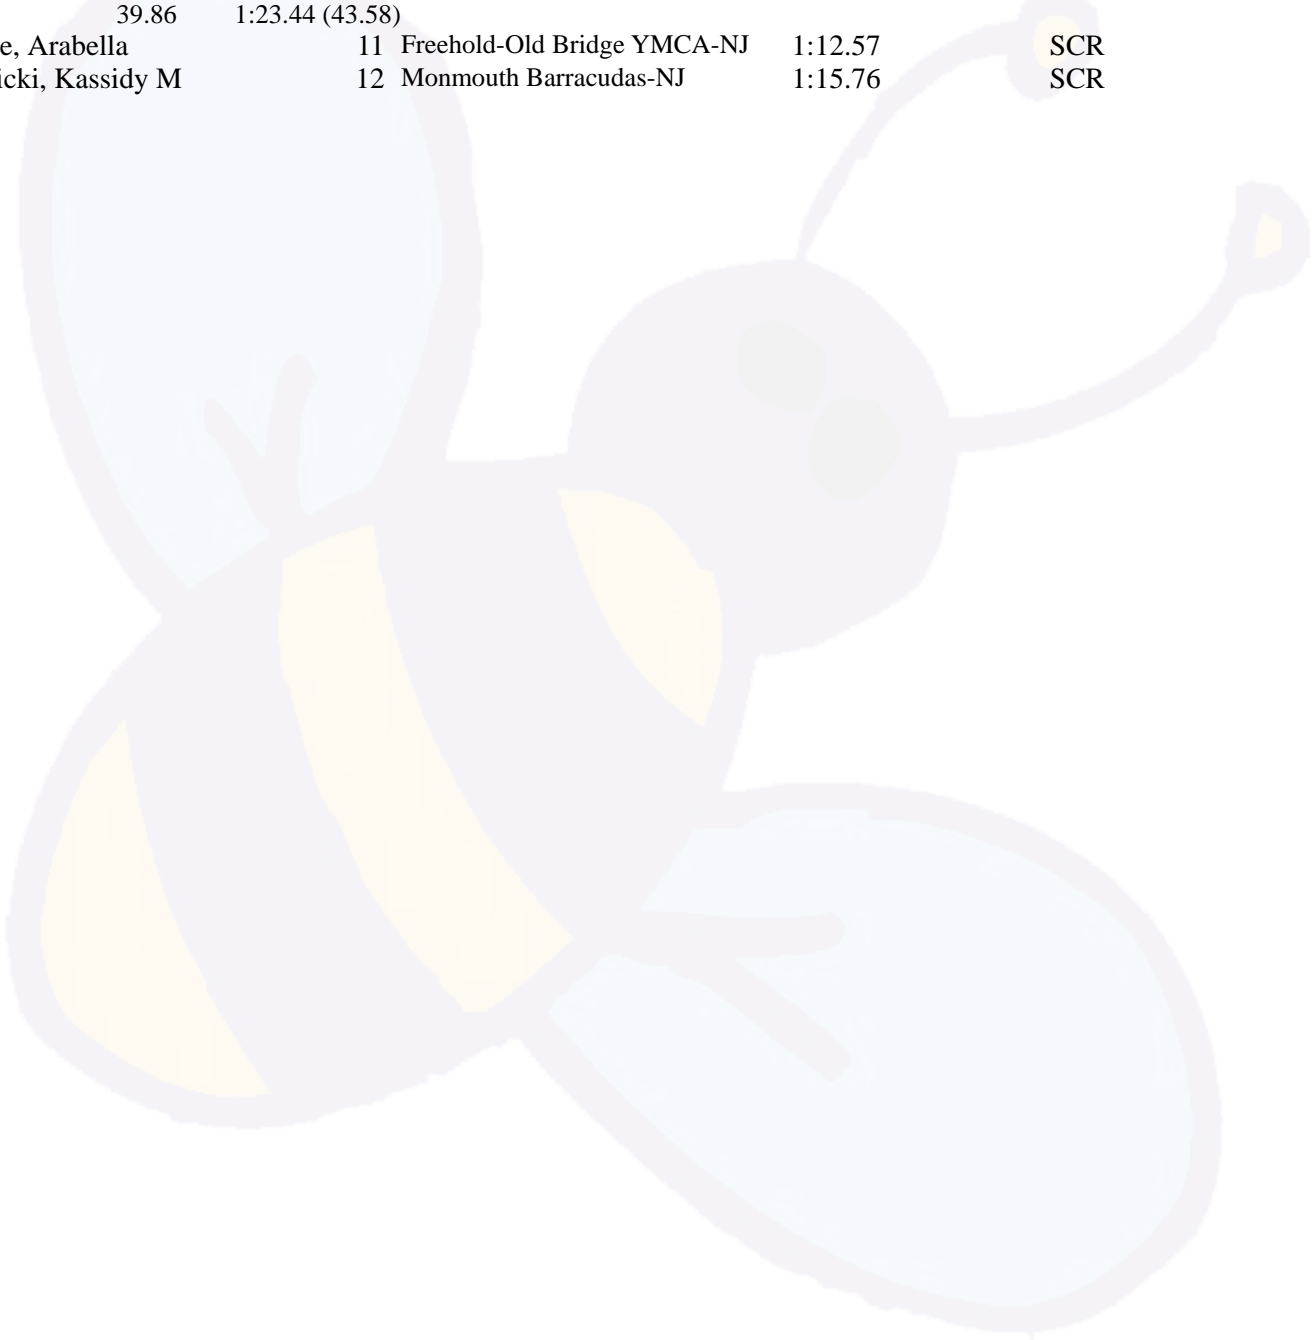 39.86 1:23.44 (43.58)
e, Arabella 11 Freehold-Old Bridge YMCA-NJ 1:12.57 SCR
icki, Kassidy M 12 Monmouth Barracudas-NJ 1:15.76 SCR